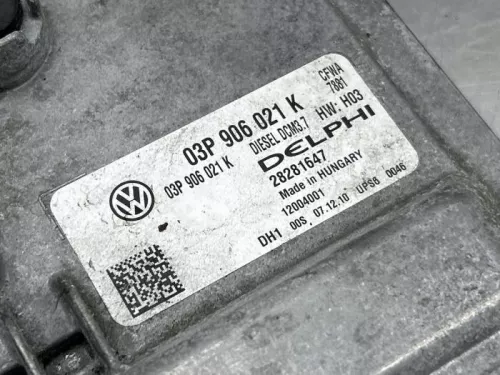 03P 906 021 K
03P 906 021 K
DIESEL DCM3.7
HW: H03
CFWA
7881
DELPHI
28281647
Made in HUNGARY
12004001
DH1 00S 07.12.10 UPS8 0046